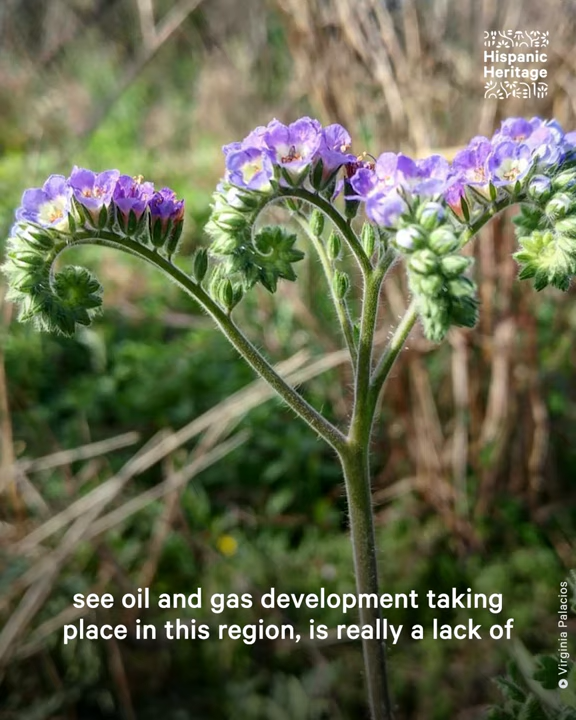 Hispanic
Heritage
see oil and gas development taking
place in this region, is really a lack of
Virginia Palacios